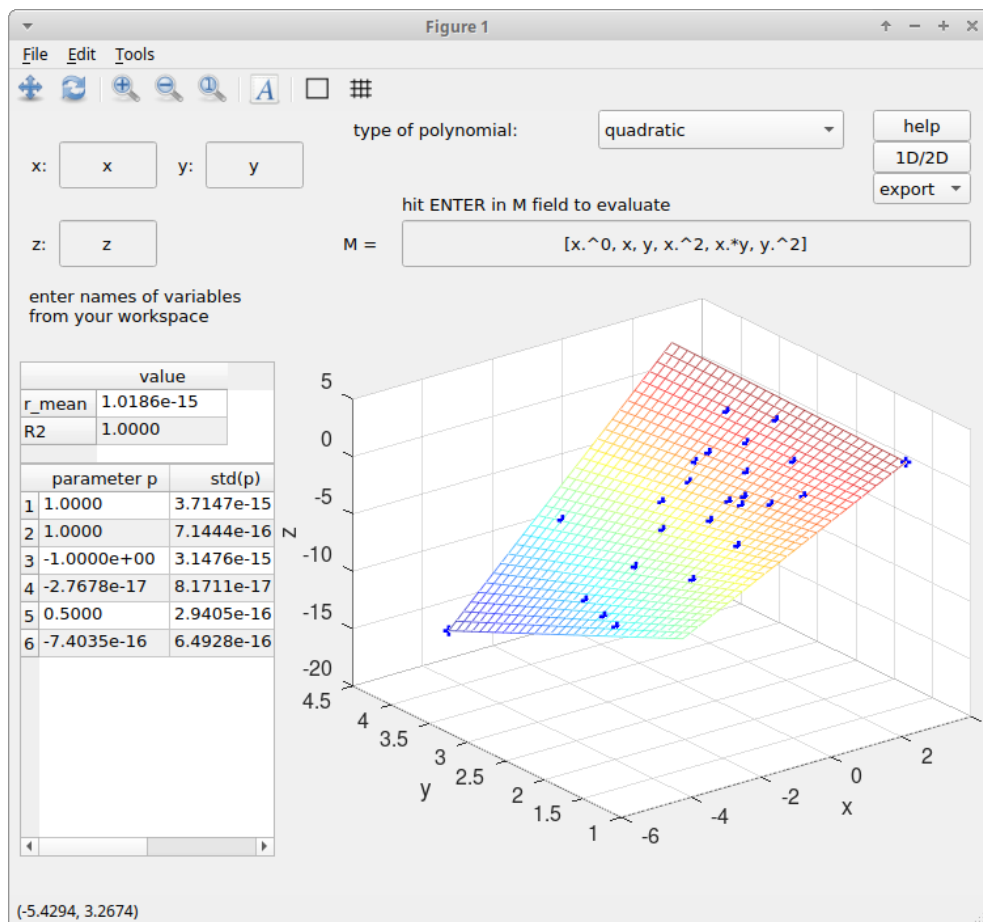 Figure 1
File Edit Tools
A
type of polynomial: quadratic help
x: x y: y 1D/2D
export
hit ENTER in M field to evaluate
z: z M = [x.^0, x, y, x.^2, x.*y, y.^2]
enter names of variables
from your workspace
value
r_mean 1.0186e-15
R2 1.0000
parameter p std(p)
1 1.0000 3.7147e-15
2 1.0000 7.1444e-16
3 -1.0000e+00 3.1476e-15
4 -2.7678e-17 8.1711e-17
5 0.5000 2.9405e-16
6 -7.4035e-16 6.4928e-16
z
5
0
-5
-10
-15
-20
4.5
4
3.5
3
2.5
2
1.5
1
y
-6
-4
-2
0
2
x
(-5.4294, 3.2674)